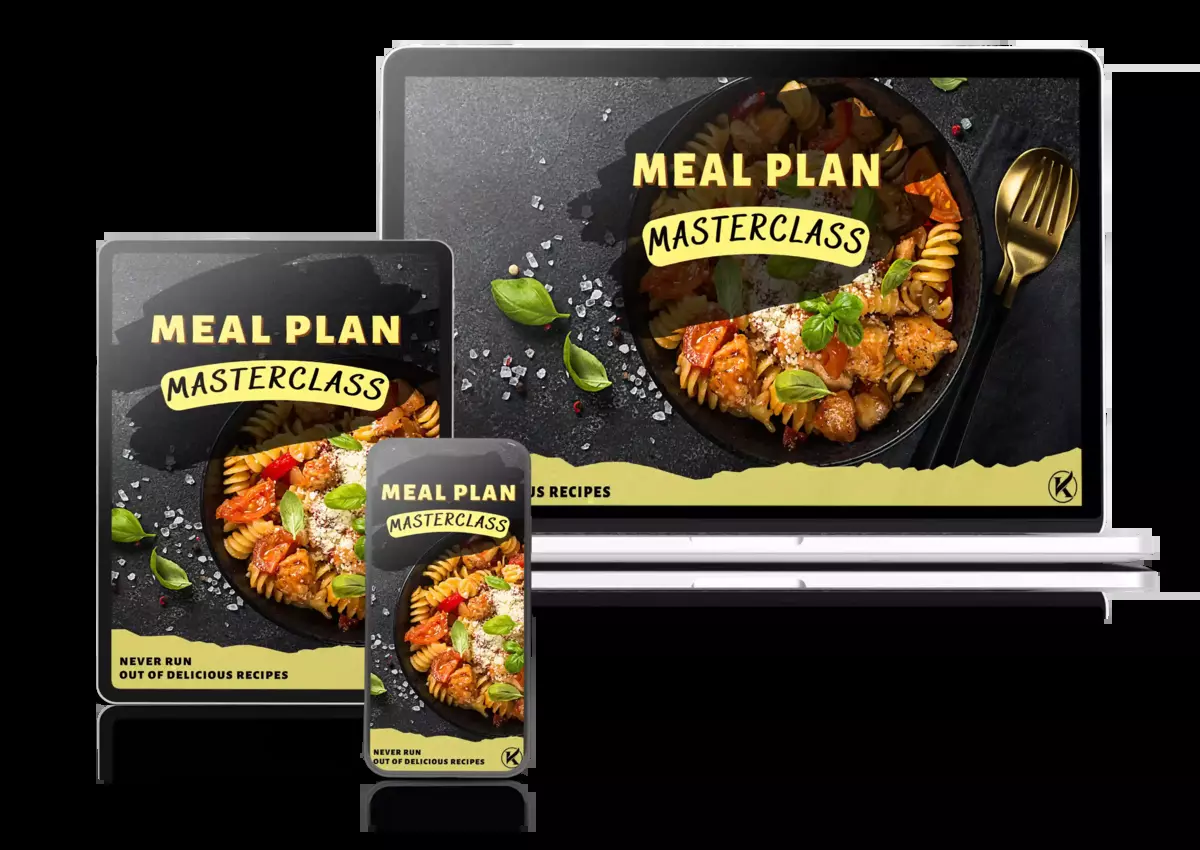 MEAL PLAN
MASTERCLASS
US RECIPES
K
MEAL PLAN
MASTERCLASS
NEVER RUN
OUT OF DELICIOUS RECIPES
MEAL PLAN
MASTERCLASS
NEVER RUN
OUT OF DELICIOUS RECIPES
K